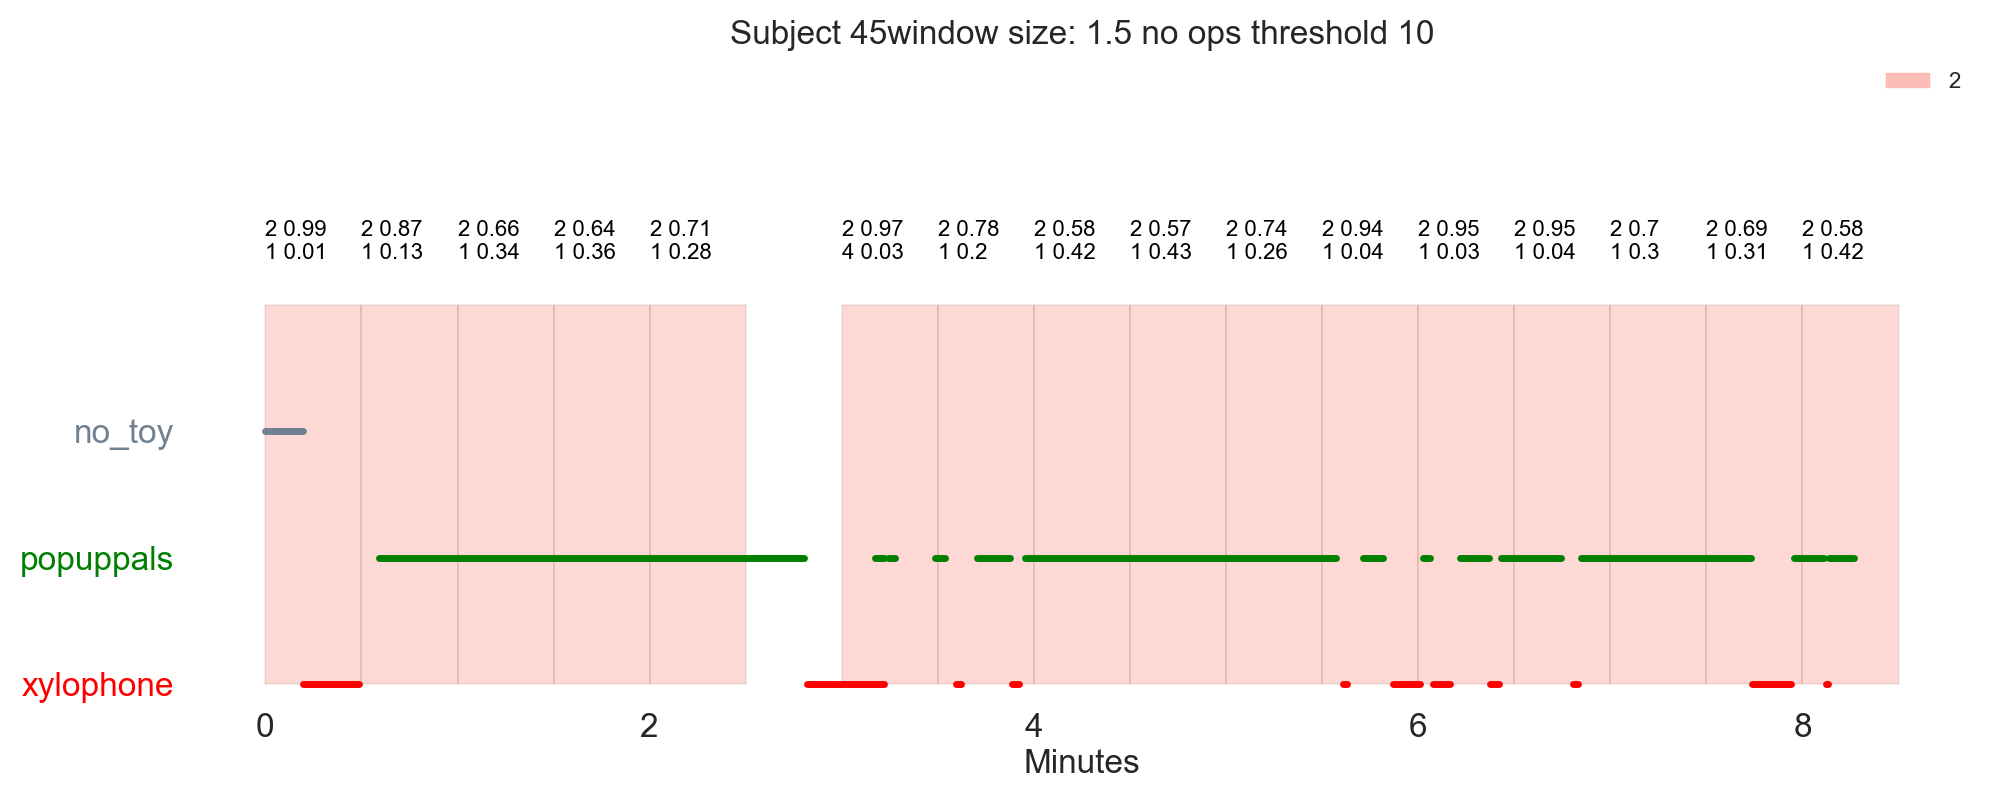 Subject 45window size: 1.5 no ops threshold 10
2
2 0.99 2 0.87 2 0.66 2 0.64 2 0.71 2 0.97 2 0.78 2 0.58 2 0.57 2 0.74 2 0.94 2 0.95 2 0.95 2 0.7 2 0.69 2 0.58
1 0.01 1 0.13 1 0.34 1 0.36 1 0.28 4 0.03 1 0.2 1 0.42 1 0.43 1 0.26 1 0.04 1 0.03 1 0.04 1 0.3 1 0.31 1 0.42
no_toy
popuppals
xylophone
0 2 4 6 8
Minutes